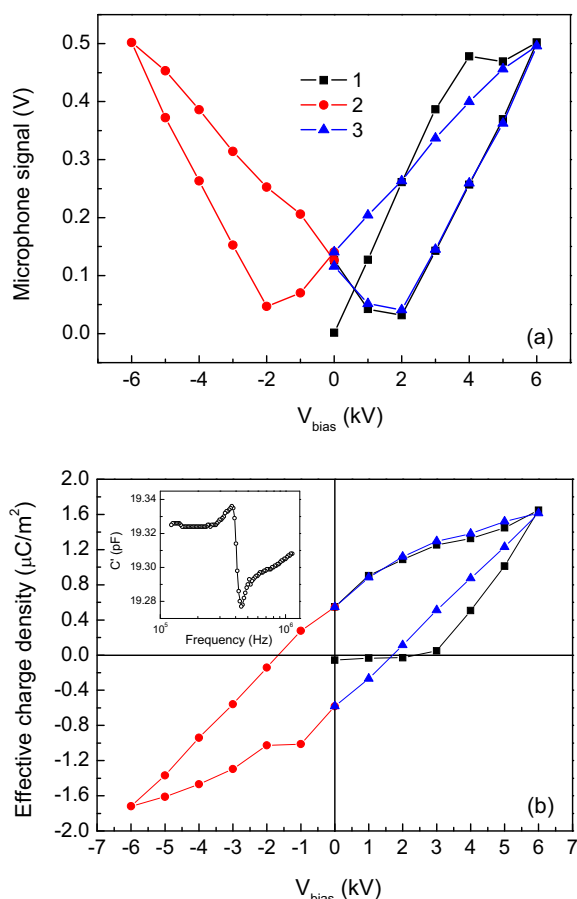 0.5
0.4
0.3
0.2
0.1
0.0
Microphone signal (V)
1
2
3
(a)
-6 -4 -2 0 2 4 6
V_bias (kV)
2.0
1.6
1.2
0.8
0.4
0.0
-0.4
-0.8
-1.2
-1.6
-2.0
Effective charge density (μC/m²)
19.34
19.32
19.30
19.28
C' (pF)
10⁵ 10⁶
Frequency (Hz)
(b)
-7 -6 -5 -4 -3 -2 -1 0 1 2 3 4 5 6 7
V_bias (kV)